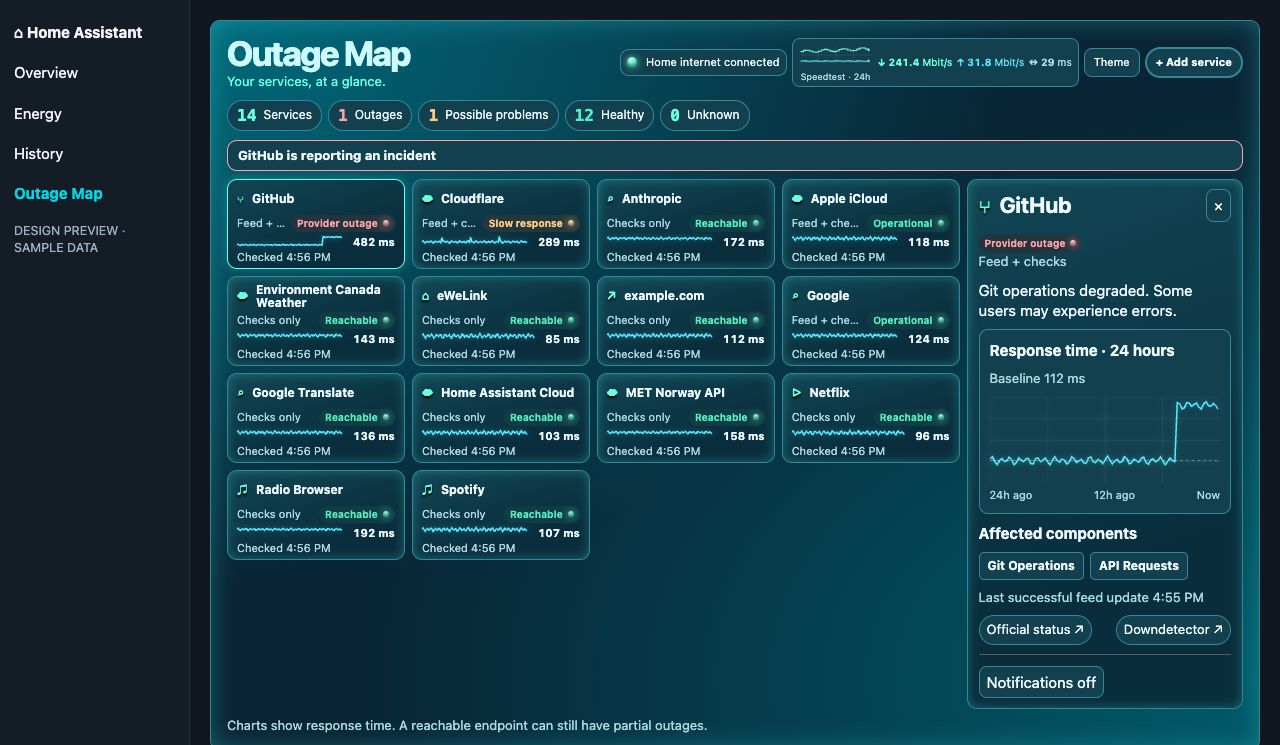 Home Assistant
Overview
Energy
History
Outage Map
DESIGN PREVIEW ·
SAMPLE DATA
Outage Map
Your services, at a glance.
Home internet connected
↓ 241.4 Mbit/s ↑ 31.8 Mbit/s ⇔ 29 ms
Speedtest · 24h
Theme
+ Add service
14 Services
1 Outages
1 Possible problems
12 Healthy
0 Unknown
GitHub is reporting an incident
GitHub
Feed + ... Provider outage
482 ms
Checked 4:56 PM
Cloudflare
Feed + c... Slow response
289 ms
Checked 4:56 PM
Anthropic
Checks only Reachable
172 ms
Checked 4:56 PM
Apple iCloud
Feed + che... Operational
118 ms
Checked 4:56 PM
Environment Canada
Weather
Checks only Reachable
143 ms
Checked 4:56 PM
eWeLink
Checks only Reachable
85 ms
Checked 4:56 PM
example.com
Checks only Reachable
112 ms
Checked 4:56 PM
Google
Feed + che... Operational
124 ms
Checked 4:56 PM
Google Translate
Checks only Reachable
136 ms
Checked 4:56 PM
Home Assistant Cloud
Checks only Reachable
103 ms
Checked 4:56 PM
MET Norway API
Checks only Reachable
158 ms
Checked 4:56 PM
Netflix
Checks only Reachable
96 ms
Checked 4:56 PM
Radio Browser
Checks only Reachable
192 ms
Checked 4:56 PM
Spotify
Checks only Reachable
107 ms
Checked 4:56 PM
GitHub
×
Provider outage
Feed + checks
Git operations degraded. Some
users may experience errors.
Response time · 24 hours
Baseline 112 ms
24h ago 12h ago Now
Affected components
Git Operations
API Requests
Last successful feed update 4:55 PM
Official status ↗
Downdetector ↗
Notifications off
Charts show response time. A reachable endpoint can still have partial outages.